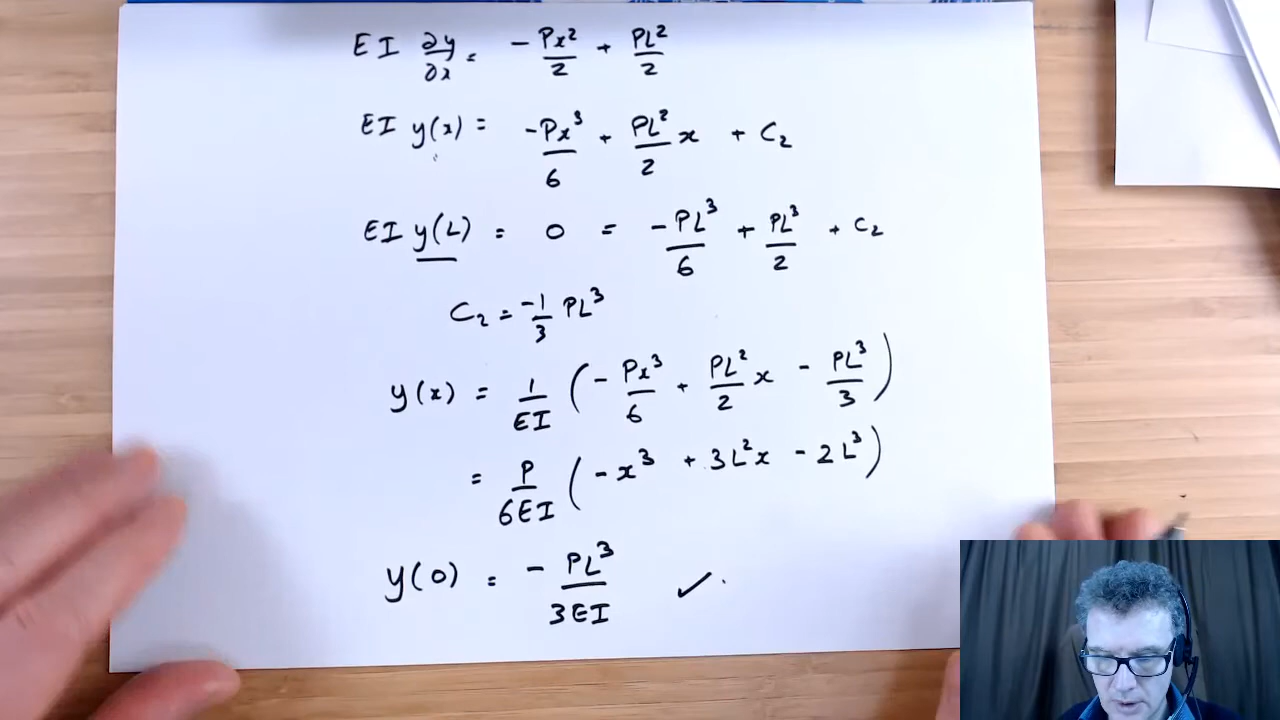 EI ∂y/∂x = -Px²/2 + PL²/2
EI y(x) = -Px³/6 + PL²/2 x + C₂
EI y(L) = 0 = -PL³/6 + PL³/2 + C₂
C₂ = -1/3 PL³
y(x) = 1/EI (-Px³/6 + PL²/2 x - PL³/3)
= P/6EI (-x³ + 3L²x - 2L³)
y(0) = -PL³/3EI ✓